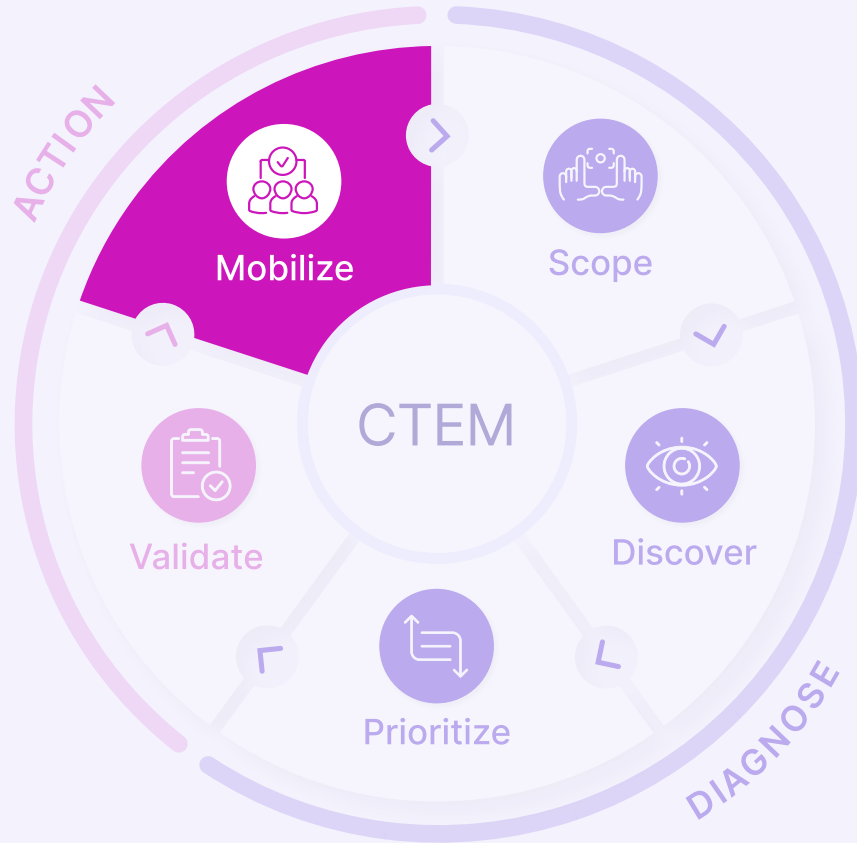 ACTION
Mobilize
Scope
CTEM
Validate
Discover
Prioritize
DIAGNOSE